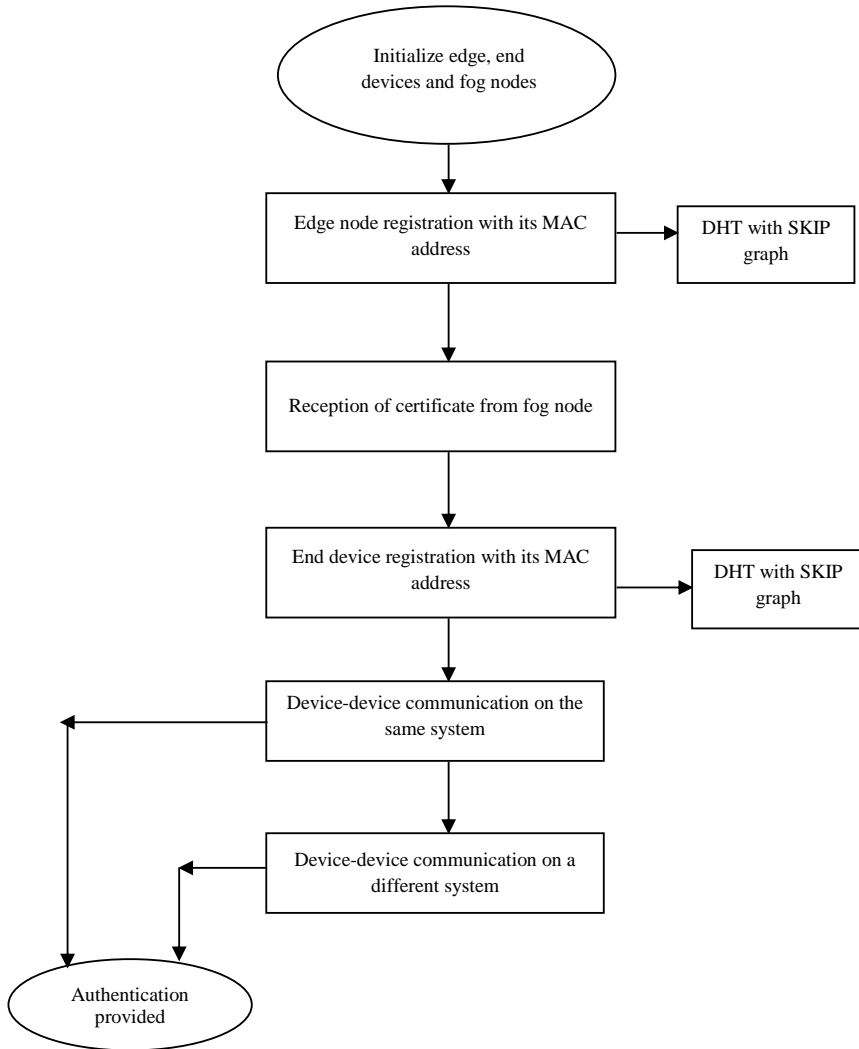 Initialize edge, end
devices and fog nodes
Edge node registration with its MAC
address
DHT with SKIP
graph
Reception of certificate from fog node
End device registration with its MAC
address
DHT with SKIP
graph
Device-device communication on the
same system
Device-device communication on a
different system
Authentication
provided